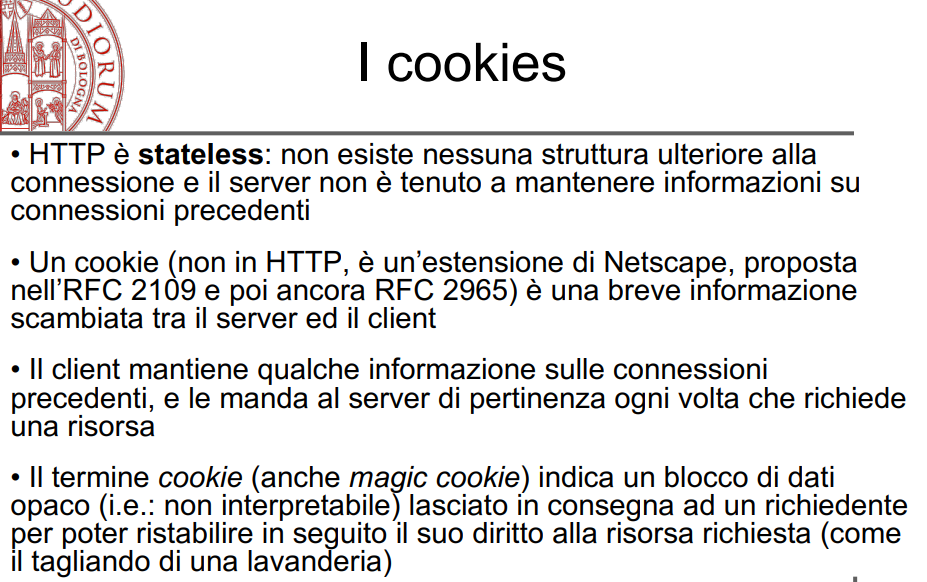 ODIORUM
DI BOLOGNA
I cookies
• HTTP è stateless: non esiste nessuna struttura ulteriore alla
connessione e il server non è tenuto a mantenere informazioni su
connessioni precedenti
• Un cookie (non in HTTP, è un’estensione di Netscape, proposta
nell’RFC 2109 e poi ancora RFC 2965) è una breve informazione
scambiata tra il server ed il client
• Il client mantiene qualche informazione sulle connessioni
precedenti, e le manda al server di pertinenza ogni volta che richiede
una risorsa
• Il termine cookie (anche magic cookie) indica un blocco di dati
opaco (i.e.: non interpretabile) lasciato in consegna ad un richiedente
per poter ristabilire in seguito il suo diritto alla risorsa richiesta (come
il tagliando di una lavanderia)